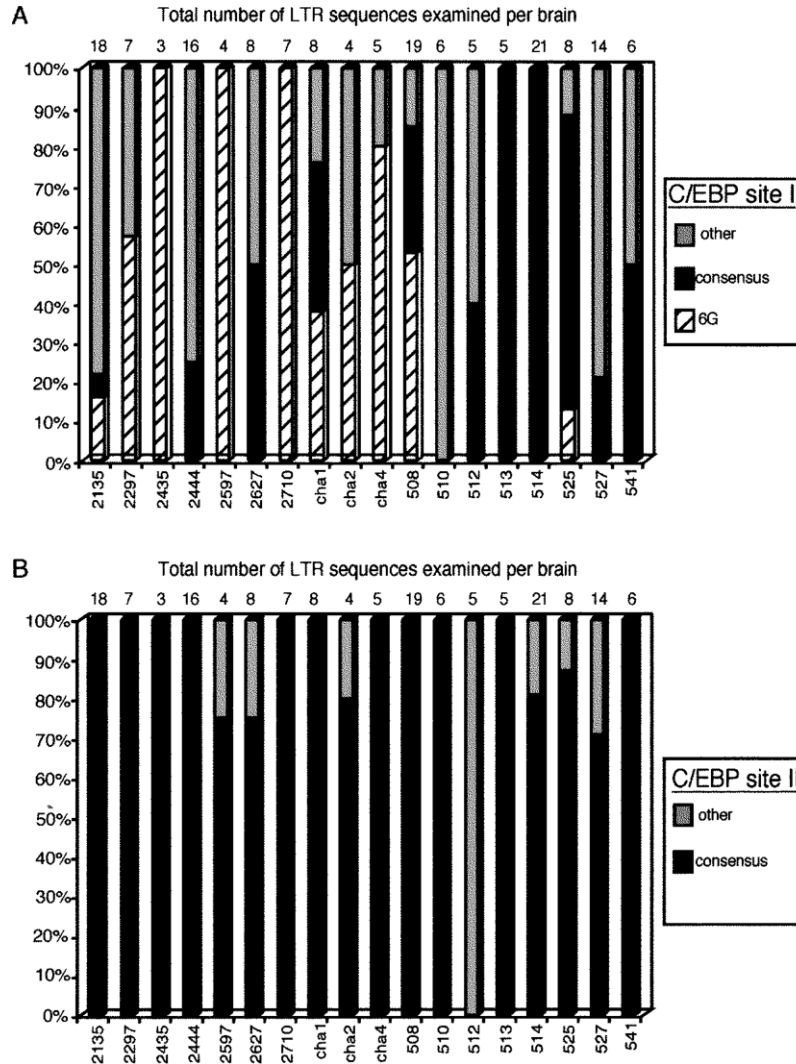 A
Total number of LTR sequences examined per brain
18 7 3 16 4 8 7 8 4 5 19 6 5 5 21 8 14 6
100%
90%
80%
70%
60%
50%
40%
30%
20%
10%
0%
2135 2297 2435 2444 2597 2627 2710 cha1 cha2 cha4 508 510 512 513 514 525 527 541
C/EBP site I
other
consensus
6G
B
Total number of LTR sequences examined per brain
18 7 3 16 4 8 7 8 4 5 19 6 5 5 21 8 14 6
100%
90%
80%
70%
60%
50%
40%
30%
20%
10%
0%
2135 2297 2435 2444 2597 2627 2710 cha1 cha2 cha4 508 510 512 513 514 525 527 541
C/EBP site II
other
consensus